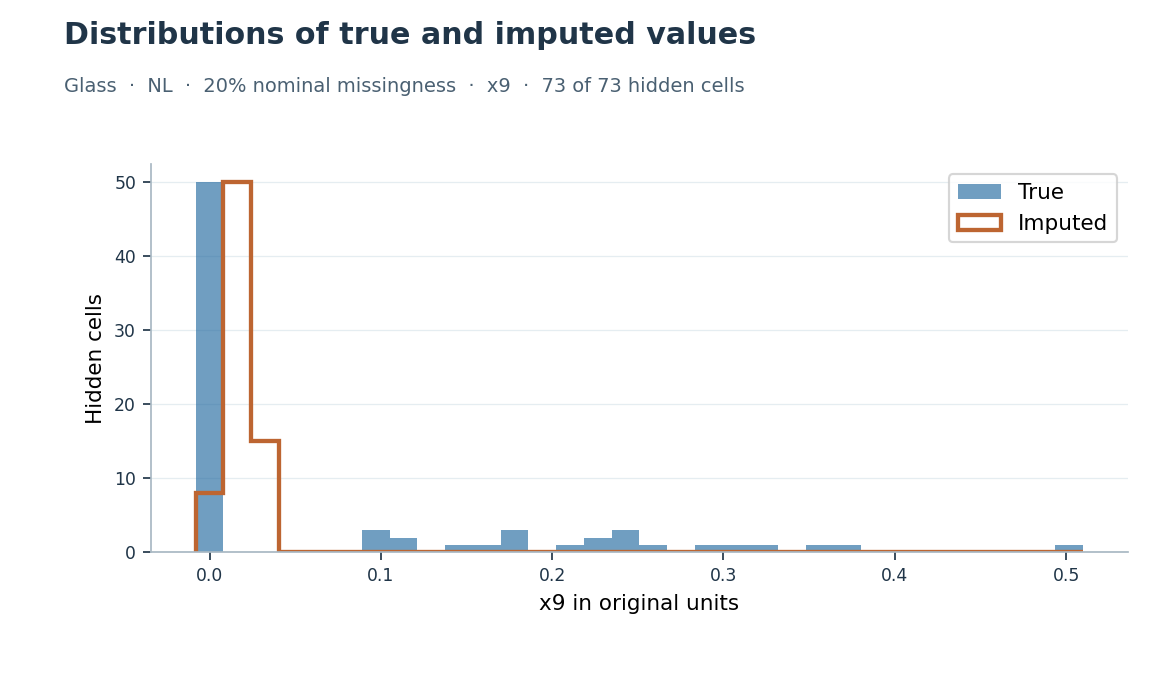 Distributions of true and imputed values
Glass · NL · 20% nominal missingness · x9 · 73 of 73 hidden cells
True
Imputed
Hidden cells
50
40
30
20
10
0
0.0 0.1 0.2 0.3 0.4 0.5
x9 in original units